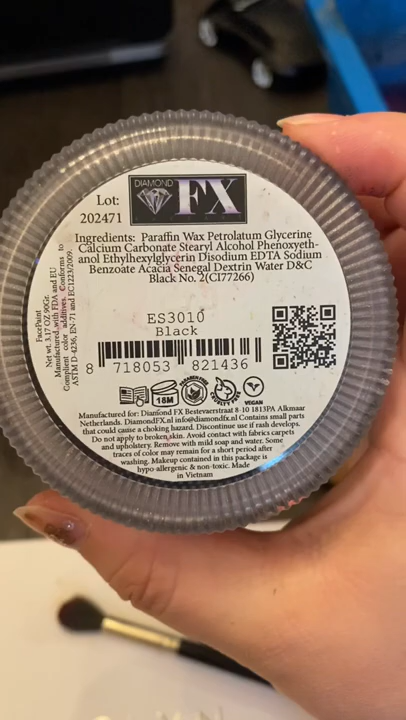 DIAMOND
FX
Lot:
202471
Ingredients: Paraffin Wax Petrolatum Glycerine
Calcium Carbonate Stearyl Alcohol Phenoxyeth-
anol Ethylhexylglycerin Disodium EDTA Sodium
Benzoate Acacia Senegal Dextrin Water D&C
Black No. 2(CI77266)
FacePaint
Net wt. 3.17 OZ 90Gr.
Manufactured with FDA and EU
Compliant color additives. Conforms to
ASTM D-4236, EN-71 and EC1223/2009
ES3010
Black
8 718053 821436
18M
PARABEN FREE
CRUELTY FREE
VEGAN
Manufactured for: Diamond FX Bestevaerstraat 8-10 1813PA Alkmaar
Netherlands. DiamondFX.nl info@diamondfx.nl Contains small parts
that could cause a choking hazard. Discontinue use if rash develops.
Do not apply to broken skin. Avoid contact with fabrics carpets
and upholstery. Remove with mild soap and water. Some
traces of color may remain for a short period after
washing. Makeup contained in this package is
hypo-allergenic & non-toxic. Made
in Vietnam